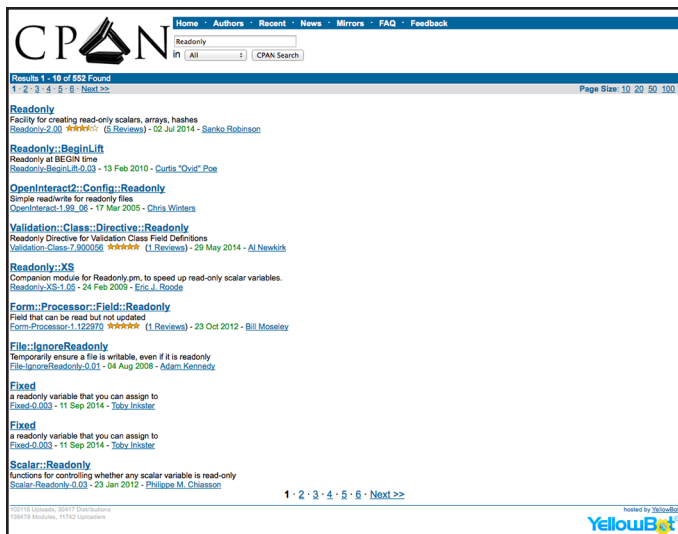 CPAN
Home · Authors · Recent · News · Mirrors · FAQ · Feedback
Readonly
in All CPAN Search
Results 1 - 10 of 552 Found
1 · 2 · 3 · 4 · 5 · 6 · Next >> Page Size: 10 20 50 100
Readonly
Facility for creating read-only scalars, arrays, hashes
Readonly-2.00 (5 Reviews) - 02 Jul 2014 - Sanko Robinson
Readonly::BeginLift
Readonly at BEGIN time
Readonly-BeginLift-0.03 - 13 Feb 2010 - Curtis "Ovid" Poe
OpenInteract2::Config::Readonly
Simple read/write for readonly files
OpenInteract-1.99_06 - 17 Mar 2005 - Chris Winters
Validation::Class::Directive::Readonly
Readonly Directive for Validation Class Field Definitions
Validation-Class-7.900056 (1 Reviews) - 29 May 2014 - Al Newkirk
Readonly::XS
Companion module for Readonly.pm, to speed up read-only scalar variables.
Readonly-XS-1.05 - 24 Feb 2009 - Eric J. Roode
Form::Processor::Field::Readonly
Field that can be read but not updated
Form-Processor-1.122970 (1 Reviews) - 23 Oct 2012 - Bill Moseley
File::IgnoreReadonly
Temporarily ensure a file is writable, even if it is readonly
File-IgnoreReadonly-0.01 - 04 Aug 2008 - Adam Kennedy
Fixed
a readonly variable that you can assign to
Fixed-0.003 - 11 Sep 2014 - Toby Inkster
Fixed
a readonly variable that you can assign to
Fixed-0.003 - 11 Sep 2014 - Toby Inkster
Scalar::Readonly
functions for controlling whether any scalar variable is read-only
Scalar-Readonly-0.03 - 23 Jan 2012 - Philippe M. Chiasson
1 · 2 · 3 · 4 · 5 · 6 · Next >>
102116 Uploads, 30417 Distributions hosted by YellowBot
138478 Modules, 11742 Uploaders
YellowBot